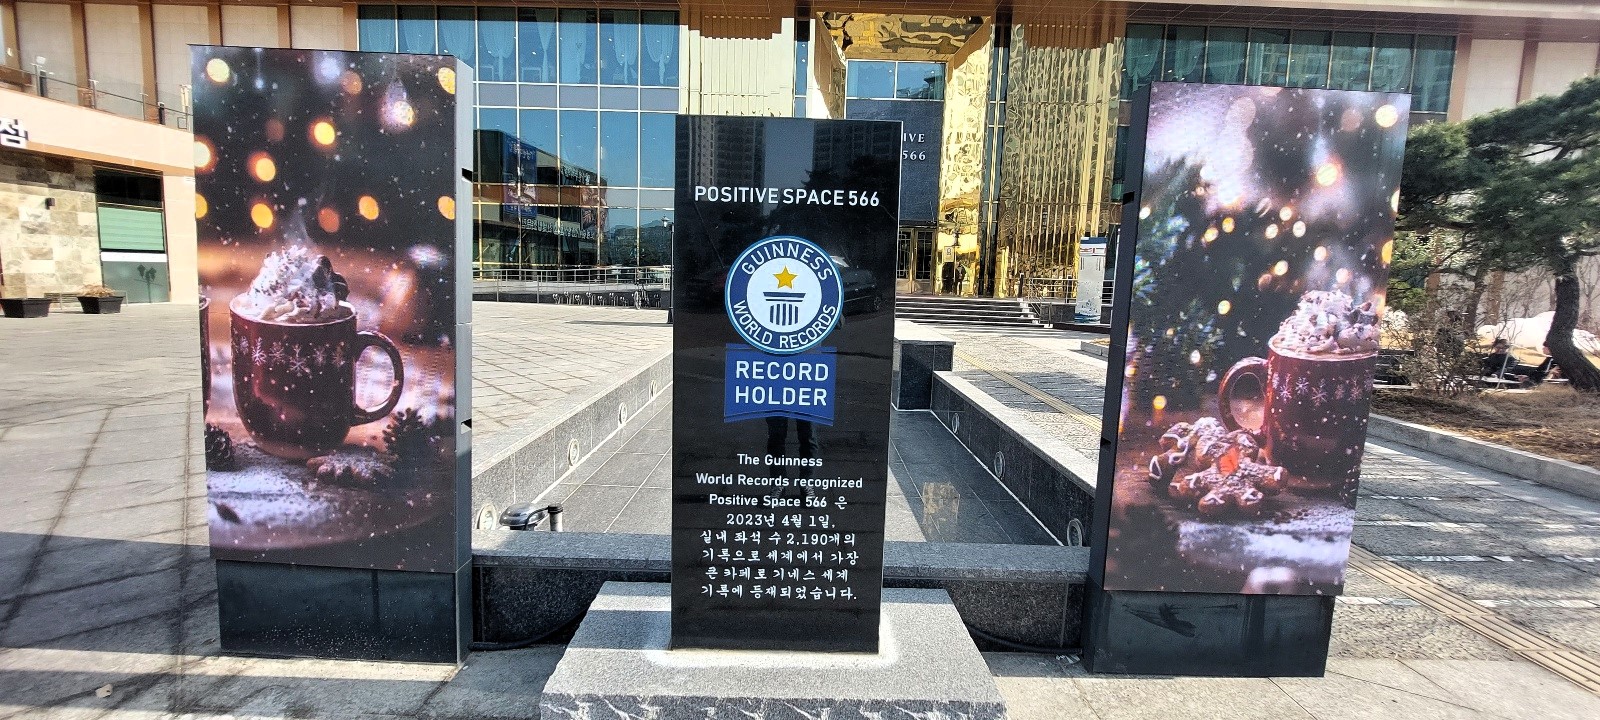 점
IVE
566
POSITIVE SPACE 566
GUINNESS
WORLD RECORDS
RECORD
HOLDER
The Guinness
World Records recognized
Positive Space 566 은
2023년 4월 1일,
실내 좌석 수 2,190개의
기록으로 세계에서 가장
큰 카페로 기네스 세계
기록에 등재되었습니다.